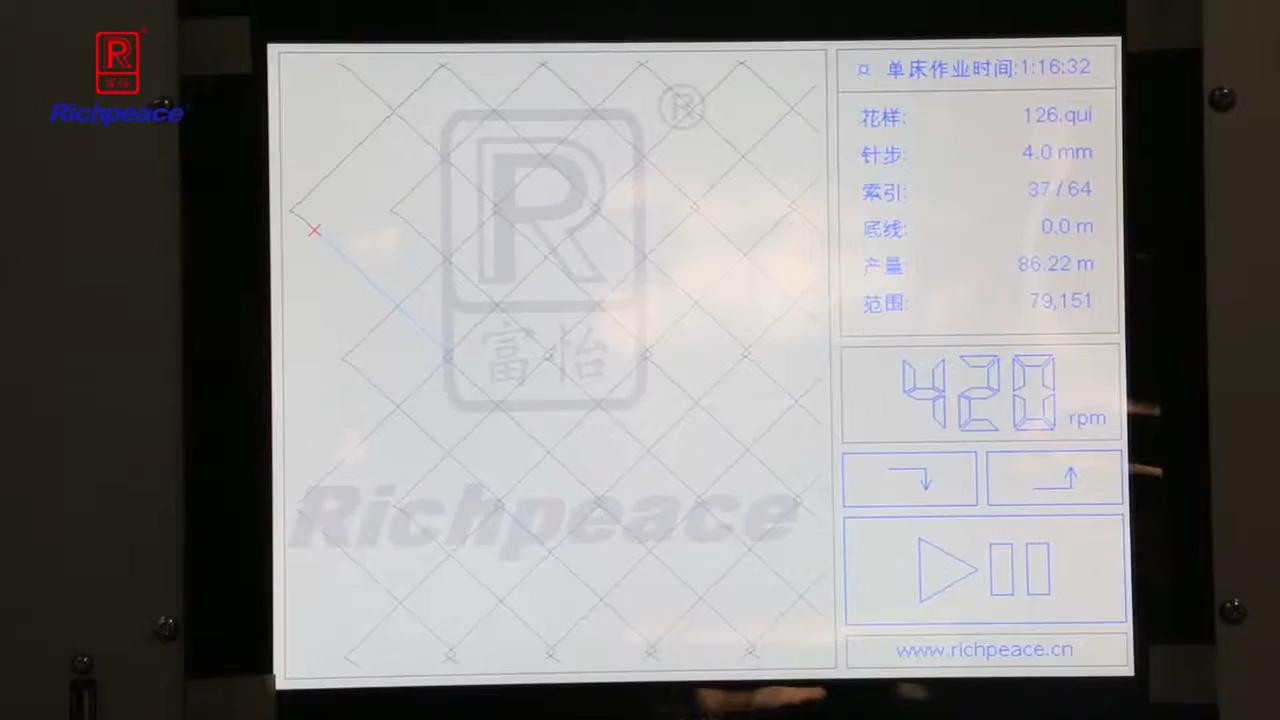 R
富怡
Richpeace
®
R
富怡
Richpeace
¤ 单床作业时间:1:16:32
花样: 126.qui
针步: 4.0 mm
索引: 37 / 64
底线: 0.0 m
产量: 86.22 m
范围: 79,151
420 rpm
www.richpeace.cn